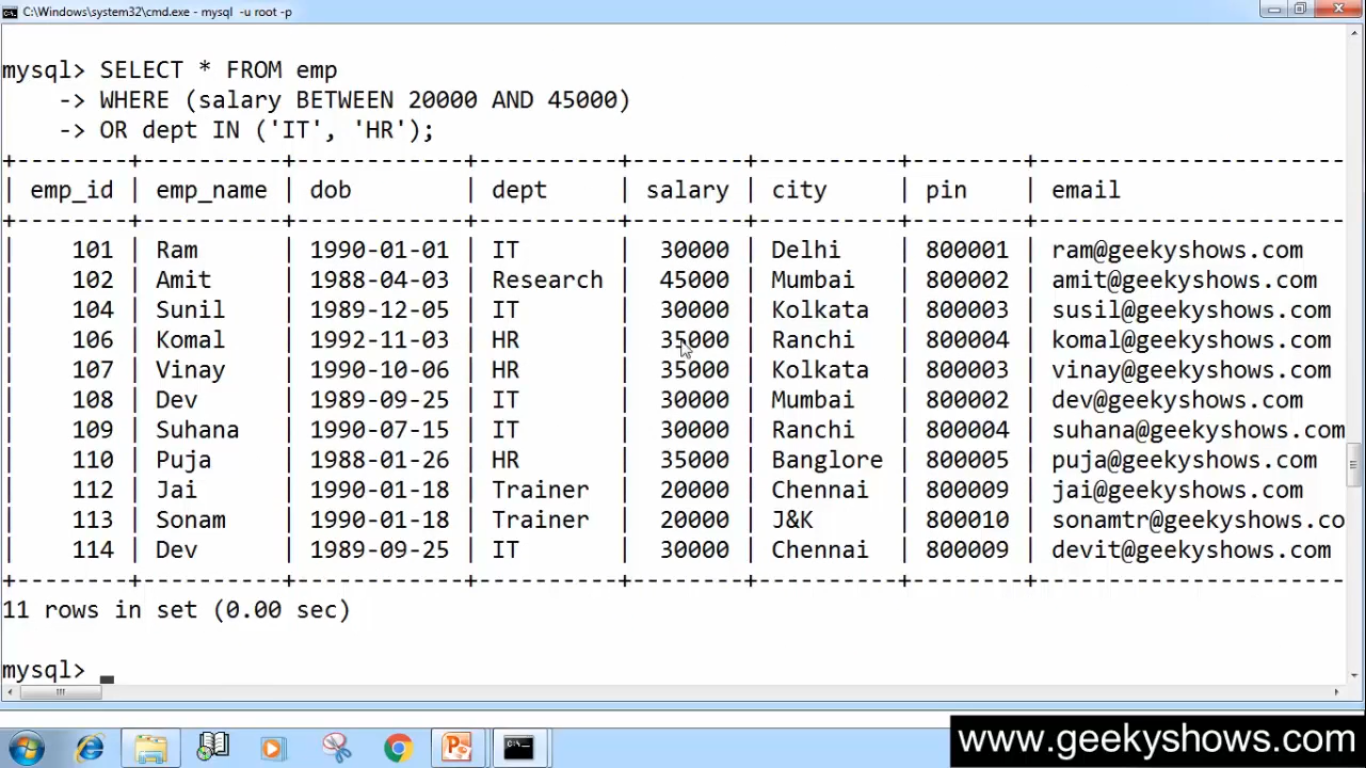 C:\Windows\system32\cmd.exe - mysql -u root -p
mysql> SELECT * FROM emp
    -> WHERE (salary BETWEEN 20000 AND 45000)
    -> OR dept IN ('IT', 'HR');
+--------+----------+-------------+----------+--------+----------+--------+----------------------
| emp_id | emp_name | dob | dept | salary | city | pin | email
+--------+----------+-------------+----------+--------+----------+--------+----------------------
| 101 | Ram | 1990-01-01 | IT | 30000 | Delhi | 800001 | ram@geekyshows.com
| 102 | Amit | 1988-04-03 | Research | 45000 | Mumbai | 800002 | amit@geekyshows.com
| 104 | Sunil | 1989-12-05 | IT | 30000 | Kolkata | 800003 | susil@geekyshows.com
| 106 | Komal | 1992-11-03 | HR | 35000 | Ranchi | 800004 | komal@geekyshows.com
| 107 | Vinay | 1990-10-06 | HR | 35000 | Kolkata | 800003 | vinay@geekyshows.com
| 108 | Dev | 1989-09-25 | IT | 30000 | Mumbai | 800002 | dev@geekyshows.com
| 109 | Suhana | 1990-07-15 | IT | 30000 | Ranchi | 800004 | suhana@geekyshows.com
| 110 | Puja | 1988-01-26 | HR | 35000 | Banglore | 800005 | puja@geekyshows.com
| 112 | Jai | 1990-01-18 | Trainer | 20000 | Chennai | 800009 | jai@geekyshows.com
| 113 | Sonam | 1990-01-18 | Trainer | 20000 | J&K | 800010 | sonamtr@geekyshows.co
| 114 | Dev | 1989-09-25 | IT | 30000 | Chennai | 800009 | devit@geekyshows.com
+--------+----------+-------------+----------+--------+----------+--------+----------------------
11 rows in set (0.00 sec)
mysql> _
www.geekyshows.com